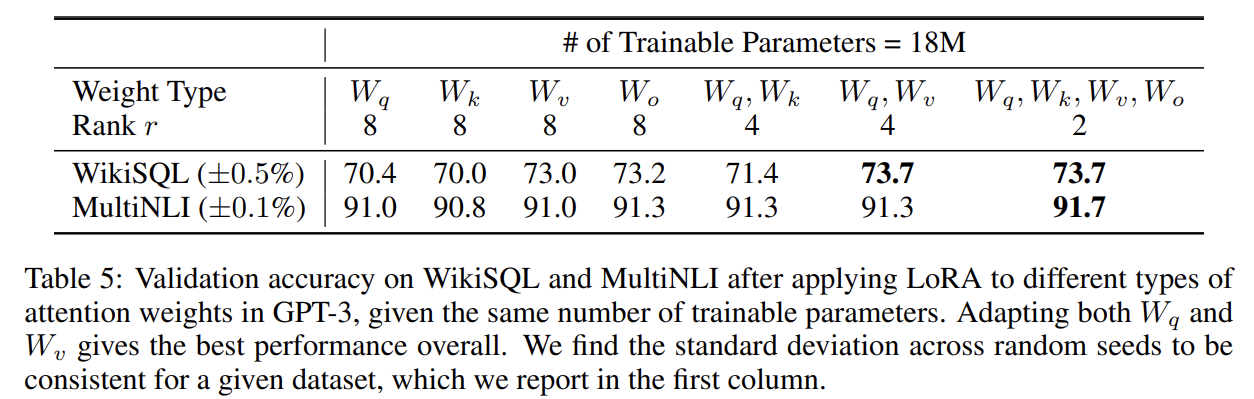 # of Trainable Parameters = 18M
Weight Type W_q W_k W_v W_o W_q, W_k W_q, W_v W_q, W_k, W_v, W_o
Rank r 8 8 8 8 4 4 2
WikiSQL (±0.5%) 70.4 70.0 73.0 73.2 71.4 73.7 73.7
MultiNLI (±0.1%) 91.0 90.8 91.0 91.3 91.3 91.3 91.7
Table 5: Validation accuracy on WikiSQL and MultiNLI after applying LoRA to different types of
attention weights in GPT-3, given the same number of trainable parameters. Adapting both W_q and
W_v gives the best performance overall. We find the standard deviation across random seeds to be
consistent for a given dataset, which we report in the first column.